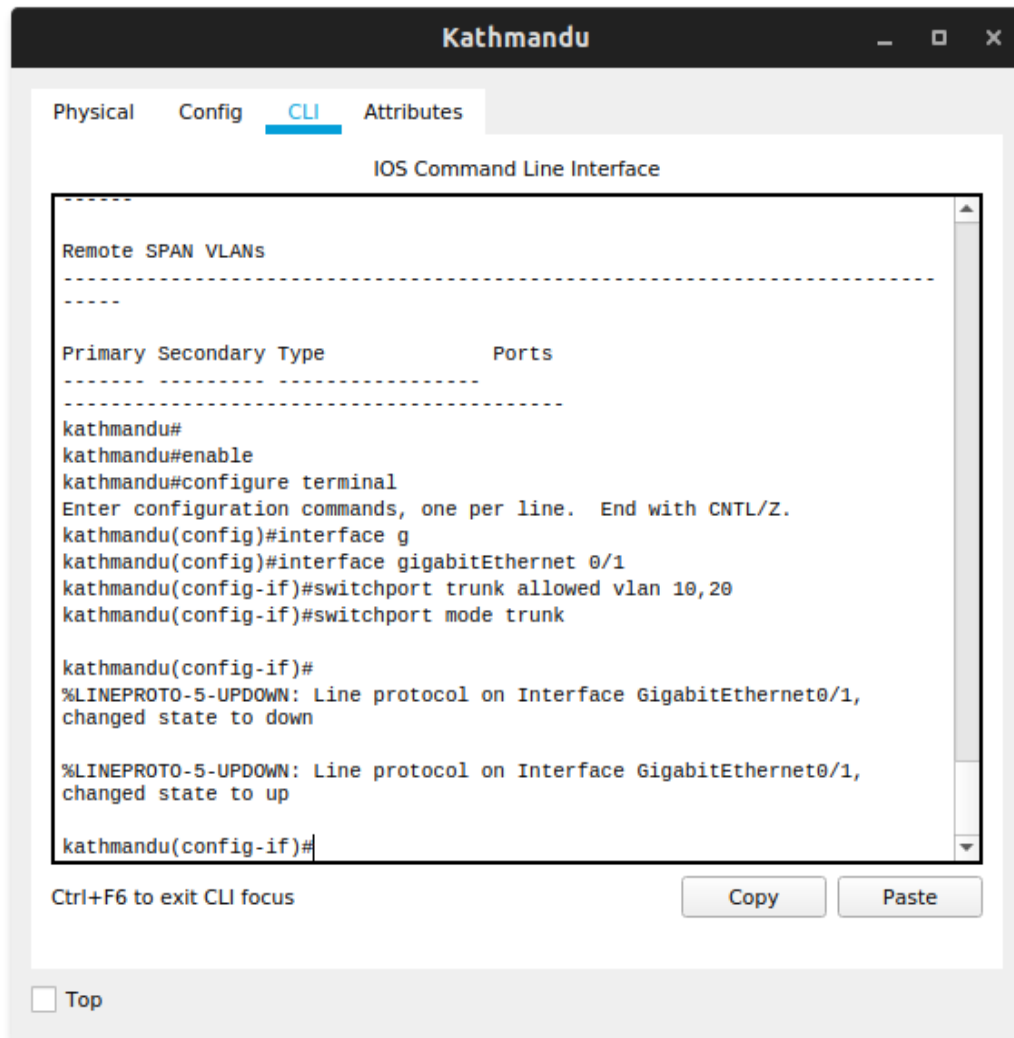 Kathmandu
Physical Config CLI Attributes
IOS Command Line Interface
------
Remote SPAN VLANs
-------------------------------------------------------------------------
-----
Primary Secondary Type              Ports
------- --------- -----------------
------------------------------------------
kathmandu#
kathmandu#enable
kathmandu#configure terminal
Enter configuration commands, one per line.  End with CNTL/Z.
kathmandu(config)#interface g
kathmandu(config)#interface gigabitEthernet 0/1
kathmandu(config-if)#switchport trunk allowed vlan 10,20
kathmandu(config-if)#switchport mode trunk
kathmandu(config-if)#
%LINEPROTO-5-UPDOWN: Line protocol on Interface GigabitEthernet0/1,
changed state to down
%LINEPROTO-5-UPDOWN: Line protocol on Interface GigabitEthernet0/1,
changed state to up
kathmandu(config-if)#
Ctrl+F6 to exit CLI focus Copy Paste
Top